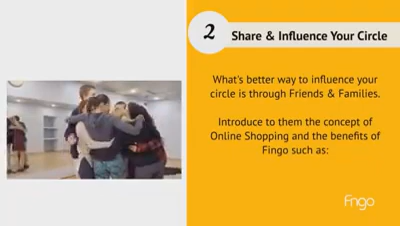 2
Share & Influence Your Circle
What's better way to influence your
circle is through Friends & Families.
Introduce to them the concept of
Online Shopping and the benefits of
Fingo such as:
Fingo